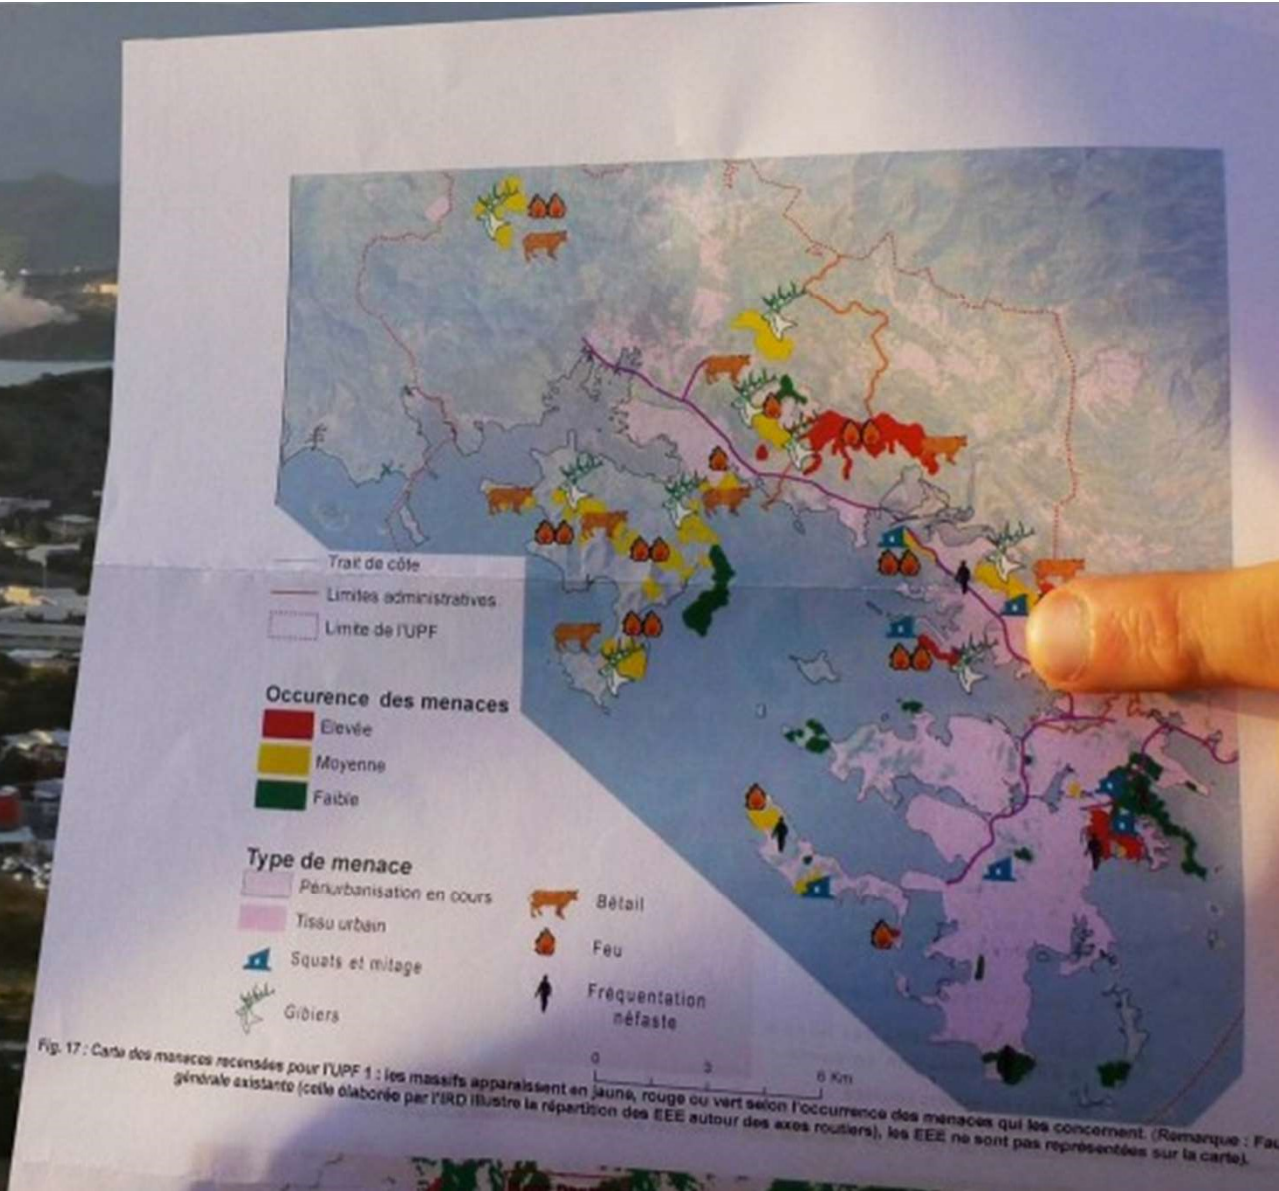 Trait de côte
Limites administratives
Limite de l'UPF
Occurence des menaces
Elevée
Moyenne
Faible
Type de menace
Périurbanisation en cours
Tissu urbain
Squats et mitage
Gibiers
Bétail
Feu
Fréquentation
néfaste
0 3 6 Km
Fig. 17 : Carte des menaces recensées pour l'UPF 1 : les massifs apparaissent en jaune, rouge ou vert selon l'occurrence des menaces qui les concernent. (Remarque : Fau
générale existante (celle élaborée par l'IRD illustre la répartition des EEE autour des axes routiers), les EEE ne sont pas représentées sur la carte).